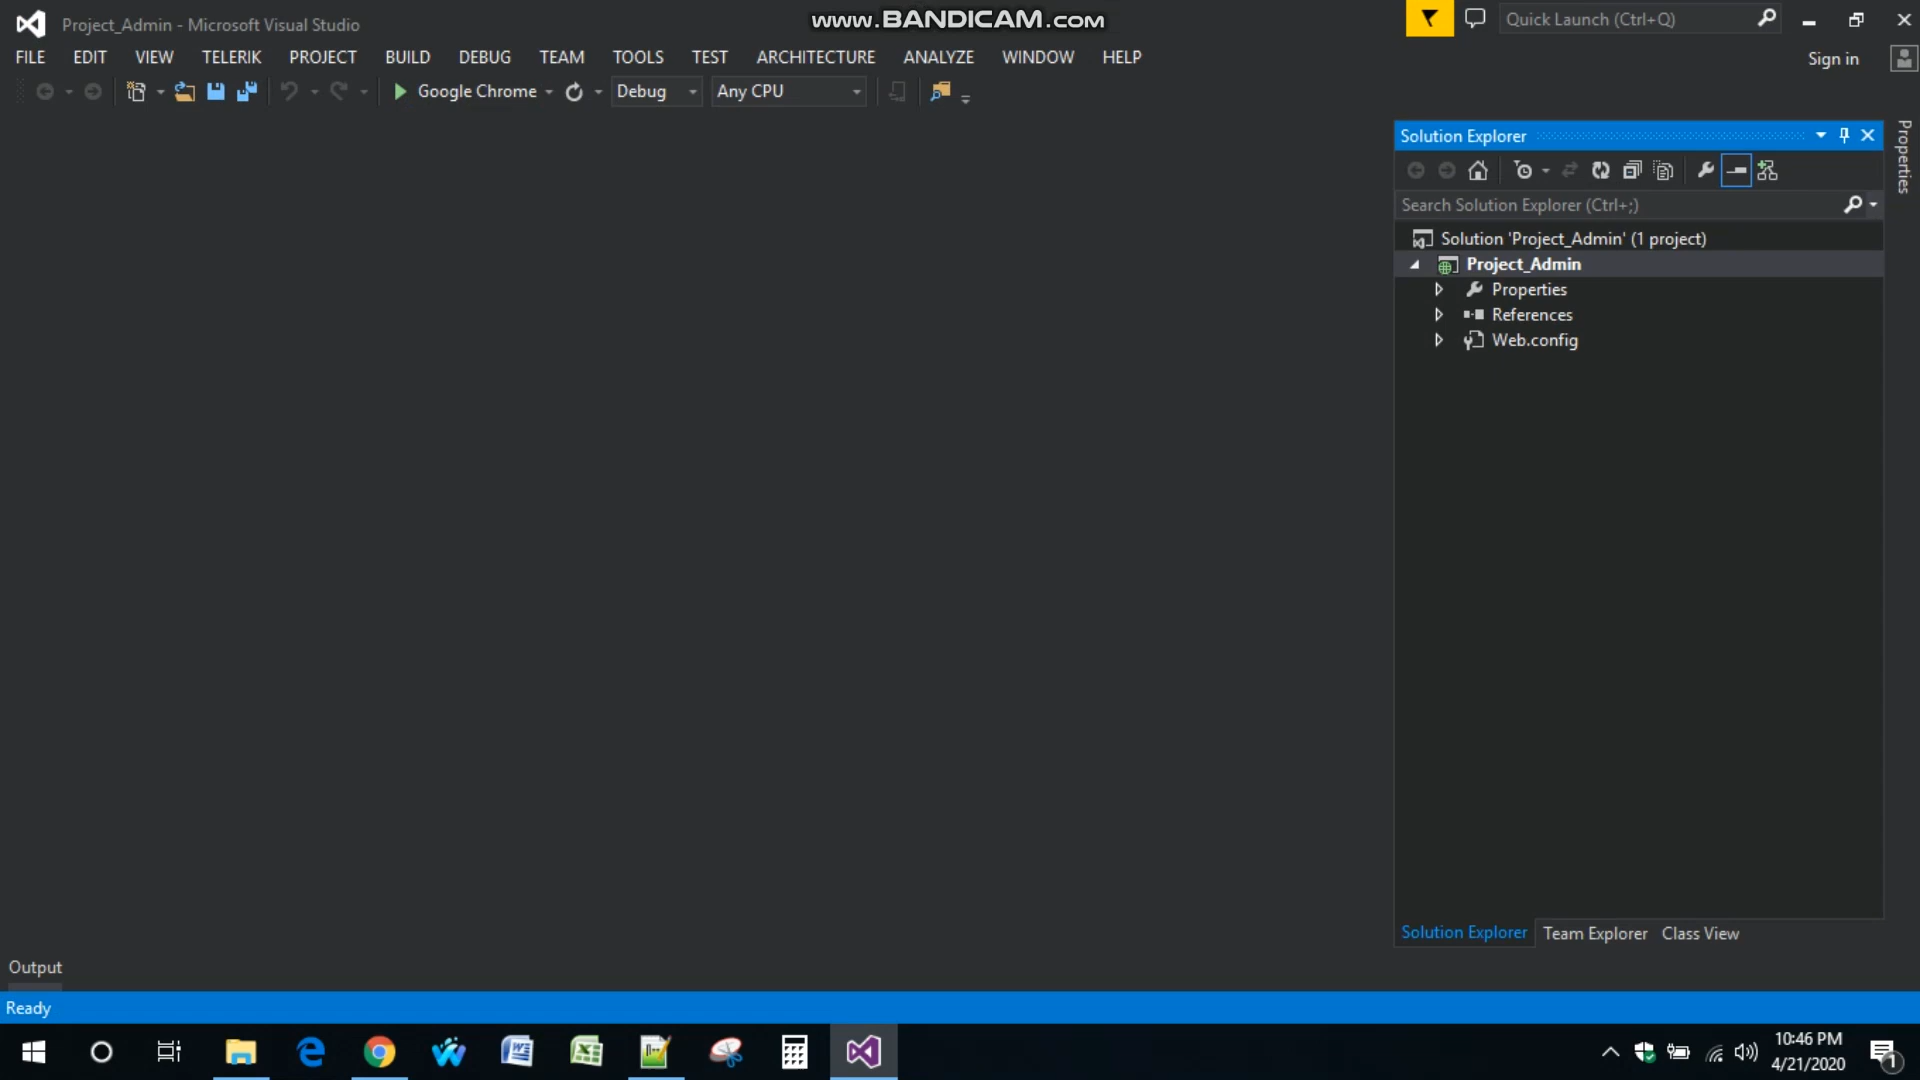 Project_Admin - Microsoft Visual Studio
www.BANDICAM.com
Quick Launch (Ctrl+Q)
FILE EDIT VIEW TELERIK PROJECT BUILD DEBUG TEAM TOOLS TEST ARCHITECTURE ANALYZE WINDOW HELP
Sign in
Google Chrome Debug Any CPU
Solution Explorer
Properties
Search Solution Explorer (Ctrl+;)
Solution 'Project_Admin' (1 project)
Project_Admin
Properties
References
Web.config
Solution Explorer Team Explorer Class View
Output
Ready
10:46 PM
4/21/2020
1